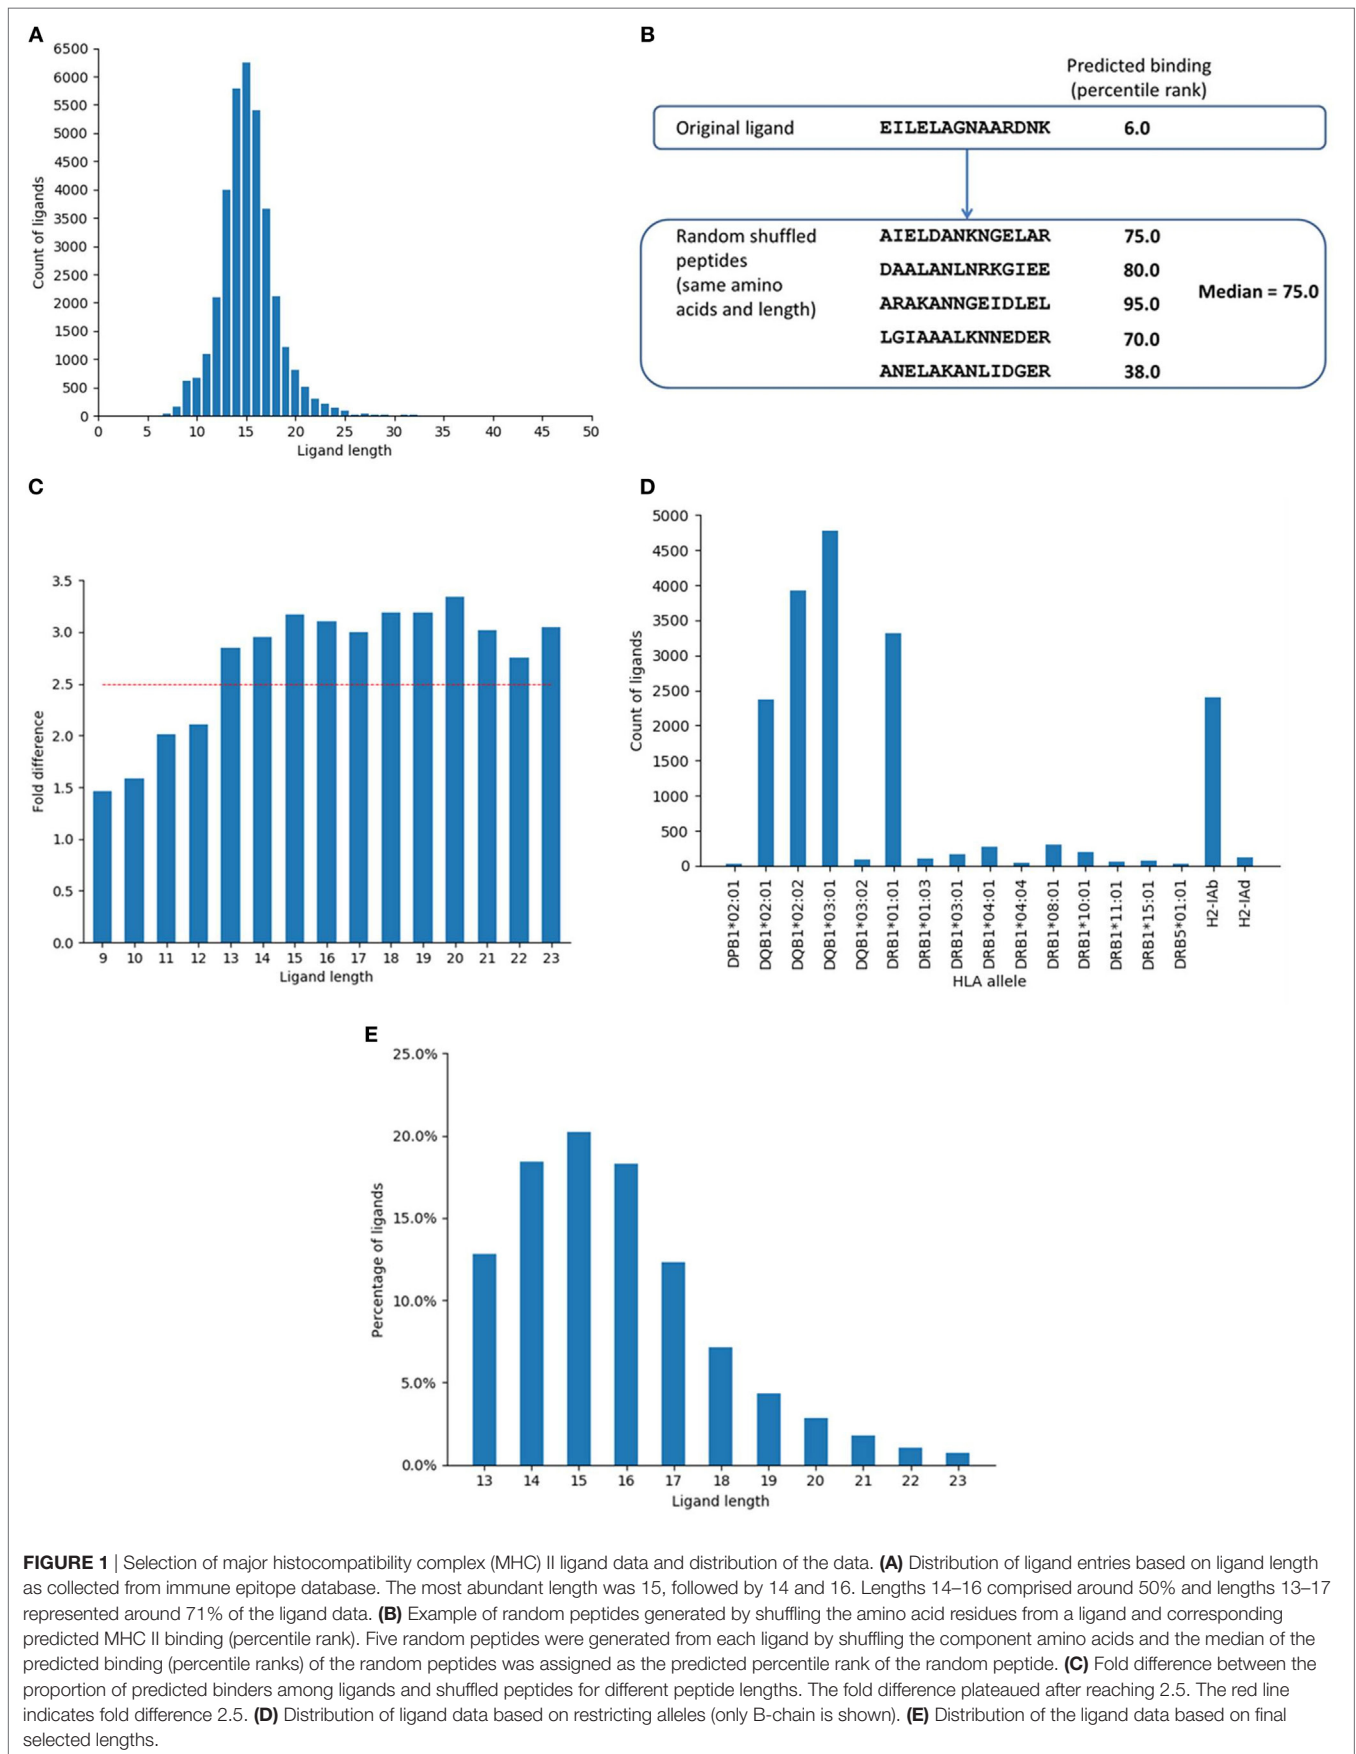 A
6500
6000
5500
5000
4500
4000
3500
3000
2500
2000
1500
1000
500
0
Count of ligands
0 5 10 15 20 25 30 35 40 45 50
Ligand length
B
Predicted binding
(percentile rank)
Original ligand EILELAGNAARDNK 6.0
Random shuffled AIELDANKNGELAR 75.0
peptides DAALANLNRKGIEE 80.0
(same amino ARAKANNGEIDLEL 95.0 Median = 75.0
acids and length)
LGIAAALKNNEDER 70.0
ANELAKANLIDGER 38.0
C
3.5
3.0
2.5
2.0
1.5
1.0
0.5
0.0
Fold difference
9 10 11 12 13 14 15 16 17 18 19 20 21 22 23
Ligand length
D
5000
4500
4000
3500
3000
2500
2000
1500
1000
500
0
Count of ligands
DPB1*02:01
DQB1*02:01
DQB1*02:02
DQB1*03:01
DQB1*03:02
DRB1*01:01
DRB1*01:03
DRB1*03:01
DRB1*04:01
DRB1*04:04
DRB1*08:01
DRB1*10:01
DRB1*11:01
DRB1*15:01
DRB5*01:01
H2-IAb
H2-IAd
HLA allele
E
25.0%
20.0%
15.0%
10.0%
5.0%
0.0%
Percentage of ligands
13 14 15 16 17 18 19 20 21 22 23
Ligand length
FIGURE 1 | Selection of major histocompatibility complex (MHC) II ligand data and distribution of the data. (A) Distribution of ligand entries based on ligand length
as collected from immune epitope database. The most abundant length was 15, followed by 14 and 16. Lengths 14–16 comprised around 50% and lengths 13–17
represented around 71% of the ligand data. (B) Example of random peptides generated by shuffling the amino acid residues from a ligand and corresponding
predicted MHC II binding (percentile rank). Five random peptides were generated from each ligand by shuffling the component amino acids and the median of the
predicted binding (percentile ranks) of the random peptides was assigned as the predicted percentile rank of the random peptide. (C) Fold difference between the
proportion of predicted binders among ligands and shuffled peptides for different peptide lengths. The fold difference plateaued after reaching 2.5. The red line
indicates fold difference 2.5. (D) Distribution of ligand data based on restricting alleles (only B-chain is shown). (E) Distribution of the ligand data based on final
selected lengths.